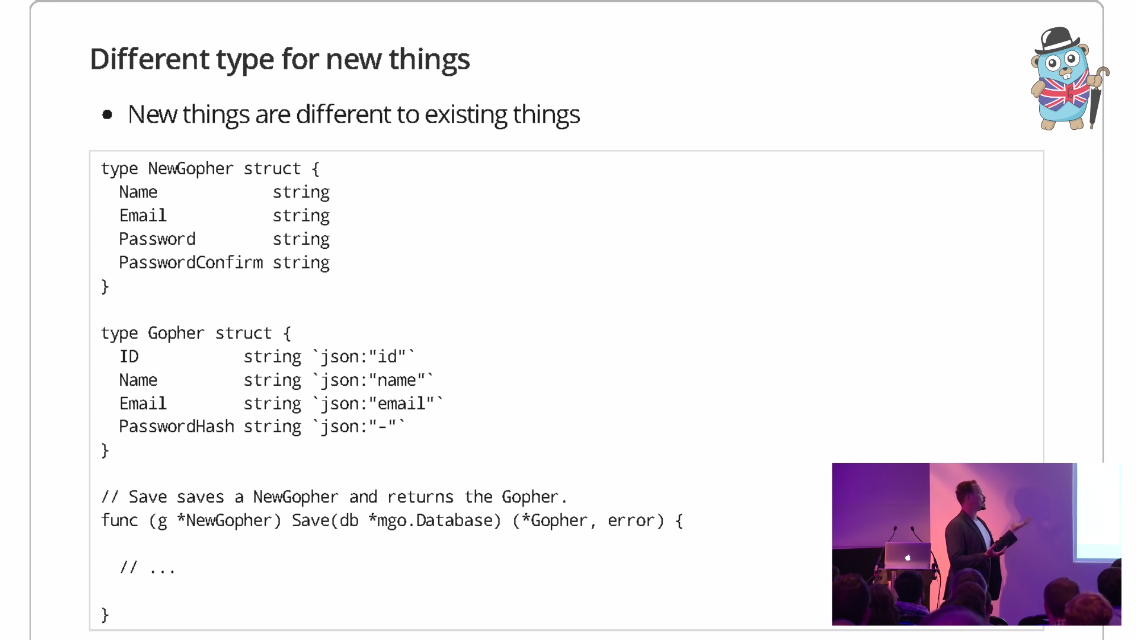 Different type for new things
• New things are different to existing things
type NewGopher struct {
  Name            string
  Email           string
  Password        string
  PasswordConfirm string
}
type Gopher struct {
  ID           string `json:"id"`
  Name         string `json:"name"`
  Email        string `json:"email"`
  PasswordHash string `json:"-"`
}
// Save saves a NewGopher and returns the Gopher.
func (g *NewGopher) Save(db *mgo.Database) (*Gopher, error) {
  // ...
}